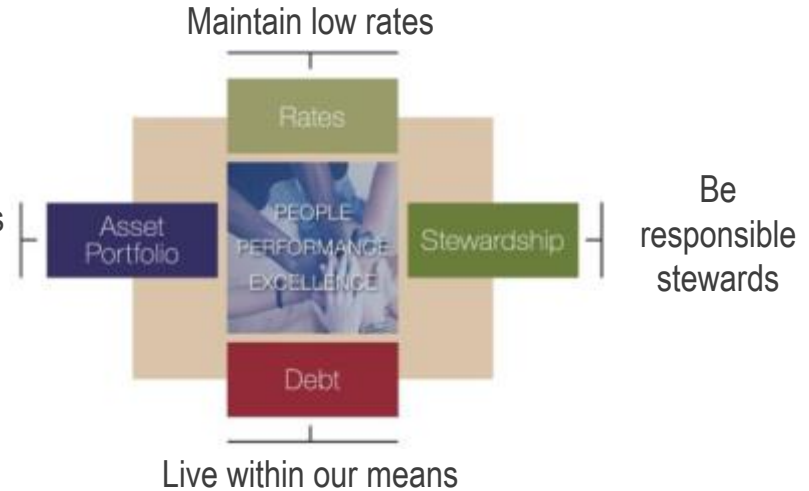 Maintain low rates
Rates
Asset
Portfolio
PEOPLE
PERFORMANCE
EXCELLENCE
Stewardship
Be
responsible
stewards
Debt
Live within our means